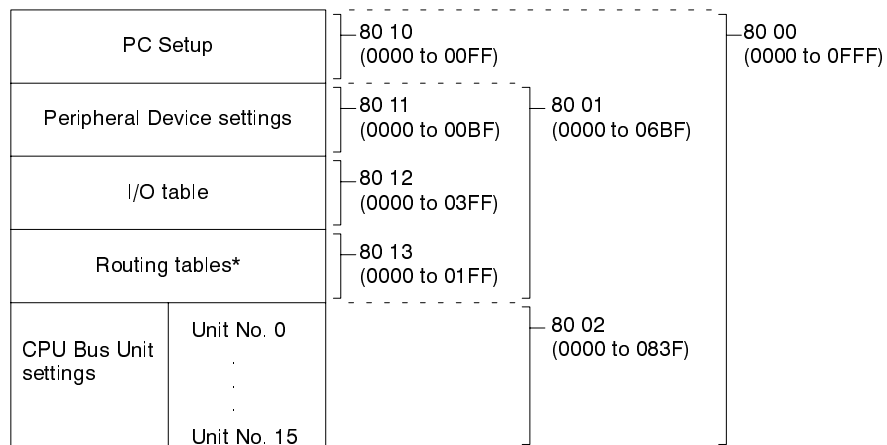 PC Setup
80 10
(0000 to 00FF)
80 00
(0000 to 0FFF)
Peripheral Device settings
80 11
(0000 to 00BF)
80 01
(0000 to 06BF)
I/O table
80 12
(0000 to 03FF)
Routing tables*
80 13
(0000 to 01FF)
CPU Bus Unit
settings
Unit No. 0
.
.
.
Unit No. 15
80 02
(0000 to 083F)